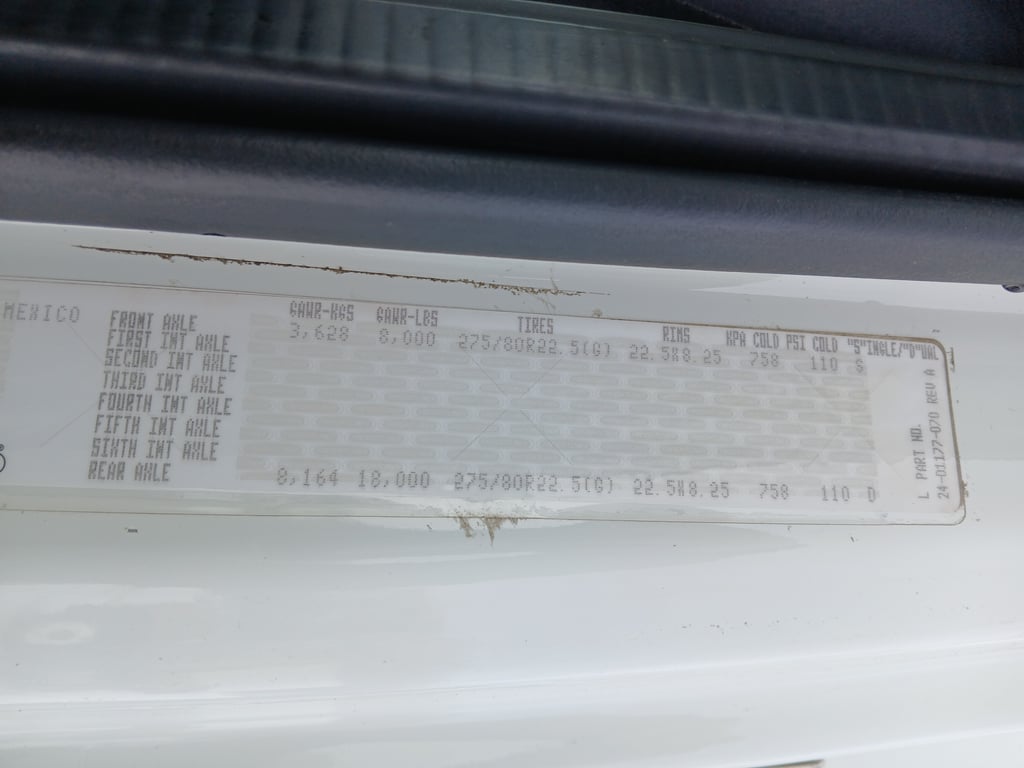 MEXICO
GAWR-KGS GAWR-LBS TIRES RIMS KPA COLD PSI COLD "S"INGLE/"D"UAL
FRONT AXLE 3,628 8,000 275/80R22.5(G) 22.5X8.25 758 110 S
FIRST INT AXLE
SECOND INT AXLE
THIRD INT AXLE
FOURTH INT AXLE
FIFTH INT AXLE
SIXTH INT AXLE
REAR AXLE 8,164 18,000 275/80R22.5(G) 22.5X8.25 758 110 D
L PART NO.
24-01177-070 REV A